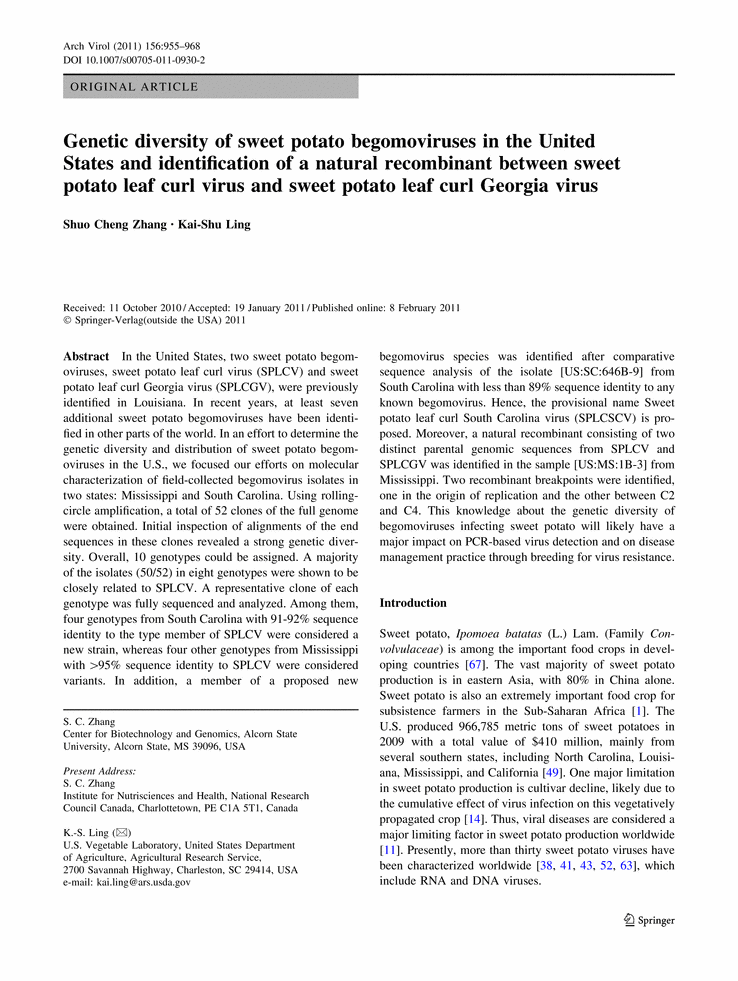 Arch Virol (2011) 156:955–968
DOI 10.1007/s00705-011-0930-2
ORIGINAL ARTICLE
Genetic diversity of sweet potato begomoviruses in the United
States and identification of a natural recombinant between sweet
potato leaf curl virus and sweet potato leaf curl Georgia virus
Shuo Cheng Zhang · Kai-Shu Ling
Received: 11 October 2010 / Accepted: 19 January 2011 / Published online: 8 February 2011
© Springer-Verlag(outside the USA) 2011
Abstract In the United States, two sweet potato begom-
oviruses, sweet potato leaf curl virus (SPLCV) and sweet
potato leaf curl Georgia virus (SPLCGV), were previously
identified in Louisiana. In recent years, at least seven
additional sweet potato begomoviruses have been identi-
fied in other parts of the world. In an effort to determine the
genetic diversity and distribution of sweet potato begom-
oviruses in the U.S., we focused our efforts on molecular
characterization of field-collected begomovirus isolates in
two states: Mississippi and South Carolina. Using rolling-
circle amplification, a total of 52 clones of the full genome
were obtained. Initial inspection of alignments of the end
sequences in these clones revealed a strong genetic diver-
sity. Overall, 10 genotypes could be assigned. A majority
of the isolates (50/52) in eight genotypes were shown to be
closely related to SPLCV. A representative clone of each
genotype was fully sequenced and analyzed. Among them,
four genotypes from South Carolina with 91-92% sequence
identity to the type member of SPLCV were considered a
new strain, whereas four other genotypes from Mississippi
with >95% sequence identity to SPLCV were considered
variants. In addition, a member of a proposed new
S. C. Zhang
Center for Biotechnology and Genomics, Alcorn State
University, Alcorn State, MS 39096, USA
Present Address:
S. C. Zhang
Institute for Nutrisciences and Health, National Research
Council Canada, Charlottetown, PE C1A 5T1, Canada
K.-S. Ling (✉)
U.S. Vegetable Laboratory, United States Department
of Agriculture, Agricultural Research Service,
2700 Savannah Highway, Charleston, SC 29414, USA
e-mail: kai.ling@ars.usda.gov
begomovirus species was identified after comparative
sequence analysis of the isolate [US:SC:646B-9] from
South Carolina with less than 89% sequence identity to any
known begomovirus. Hence, the provisional name Sweet
potato leaf curl South Carolina virus (SPLCSCV) is pro-
posed. Moreover, a natural recombinant consisting of two
distinct parental genomic sequences from SPLCV and
SPLCGV was identified in the sample [US:MS:1B-3] from
Mississippi. Two recombinant breakpoints were identified,
one in the origin of replication and the other between C2
and C4. This knowledge about the genetic diversity of
begomoviruses infecting sweet potato will likely have a
major impact on PCR-based virus detection and on disease
management practice through breeding for virus resistance.
Introduction
Sweet potato, Ipomoea batatas (L.) Lam. (Family Con-
volvulaceae) is among the important food crops in devel-
oping countries [67]. The vast majority of sweet potato
production is in eastern Asia, with 80% in China alone.
Sweet potato is also an extremely important food crop for
subsistence farmers in the Sub-Saharan Africa [1]. The
U.S. produced 966,785 metric tons of sweet potatoes in
2009 with a total value of $410 million, mainly from
several southern states, including North Carolina, Louisi-
ana, Mississippi, and California [49]. One major limitation
in sweet potato production is cultivar decline, likely due to
the cumulative effect of virus infection on this vegetatively
propagated crop [14]. Thus, viral diseases are considered a
major limiting factor in sweet potato production worldwide
[11]. Presently, more than thirty sweet potato viruses have
been characterized worldwide [38, 41, 43, 52, 63], which
include RNA and DNA viruses.
Springer